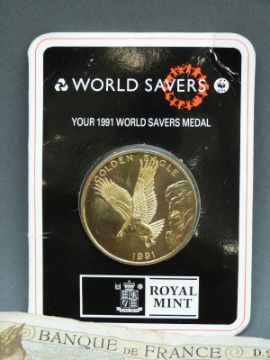 WORLD SAVERS
YOUR 1991 WORLD SAVERS MEDAL
GOLDEN EAGLE
1991
ROYAL
MINT
BANQUE DE FRANCE